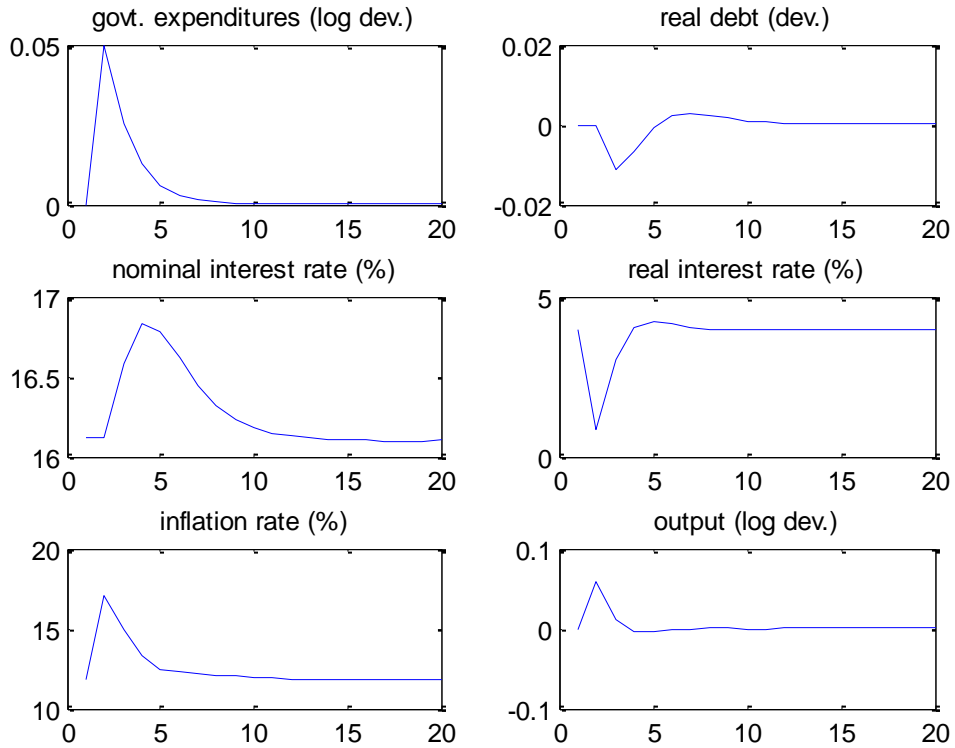 govt. expenditures (log dev.)
0.05
0
0 5 10 15 20
real debt (dev.)
0.02
0
-0.02
0 5 10 15 20
nominal interest rate (%)
17
16.5
16
0 5 10 15 20
real interest rate (%)
5
0
0 5 10 15 20
inflation rate (%)
20
15
10
0 5 10 15 20
output (log dev.)
0.1
0
-0.1
0 5 10 15 20